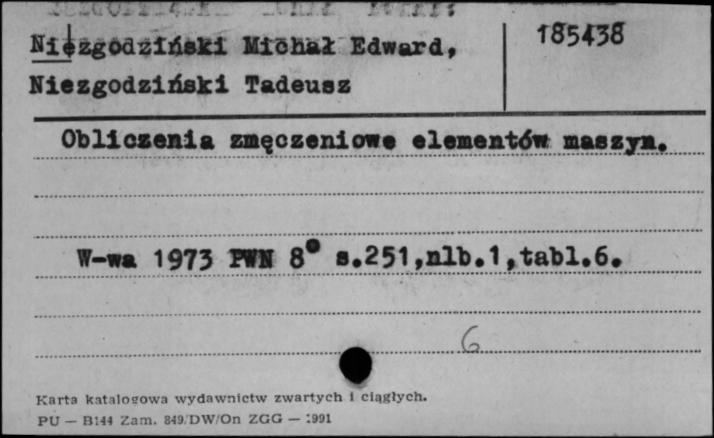 Niezgodziński Michał Edward,
185438
Niezgodziński Tadeusz
Obliczenia zmęczeniowe elementów maszyn.
W-wa 1973 PWN 8° s.251,nlb.1,tabl.6.
6
Karta katalogowa wydawnictw zwartych i ciągłych.
PU — B144 Zam. 849/DW/On ZGG — 1991